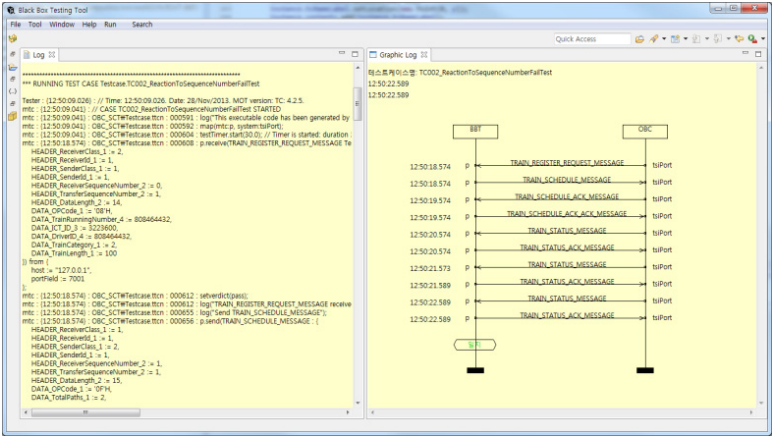 Black Box Testing Tool
File Tool Window Help Run Search
Quick Access
Log
*** RUNNING TEST CASE Testcase.TC002_ReactionToSequenceNumberFailTest
Tester : {12:50:09.026} : // Time: 12:50:09.026. Date: 28/Nov/2013. MOT version: TC: 4.2.5.
mtc : {12:50:09.041} : // CASE TC002_ReactionToSequenceNumberFailTest STARTED
mtc : {12:50:09.041} : OBC_SCT₩Testcase.ttcn : 000591 : log("This executable code has been generated by
mtc : {12:50:09.041} : OBC_SCT₩Testcase.ttcn : 000592 : map(mtc:p, system:tsiPort);
mtc : {12:50:09.041} : OBC_SCT₩Testcase.ttcn : 000604 : testTimer.start(30.0); // Timer is started: duration
mtc : {12:50:18.574} : OBC_SCT₩Testcase.ttcn : 000608 : p.receive(TRAIN_REGISTER_REQUEST_MESSAGE Te
HEADER_ReceiverClass_1 := 2,
HEADER_ReceiverId_1 := 1,
HEADER_SenderClass_1 := 1,
HEADER_SenderId_1 := 1,
HEADER_ReceiverSequenceNumber_2 := 0,
HEADER_TransferSequenceNumber_2 := 1,
HEADER_DataLength_2 := 14,
DATA_OPCode_1 := '08'H,
DATA_TrainRunningNumber_4 := 808464432,
DATA_ICT_ID_3 := 3223600,
DATA_DriverID_4 := 808464432,
DATA_TrainCategory_1 := 2,
DATA_TrainLength_1 := 100
}) from {
host := "127.0.0.1",
portField := 7001
};
mtc : {12:50:18.574} : OBC_SCT₩Testcase.ttcn : 000612 : setverdict(pass);
mtc : {12:50:18.574} : OBC_SCT₩Testcase.ttcn : 000612 : log("TRAIN_REGISTER_REQUEST_MESSAGE receive
mtc : {12:50:18.574} : OBC_SCT₩Testcase.ttcn : 000655 : log("Send TRAIN_SCHEDULE_MESSAGE");
mtc : {12:50:18.574} : OBC_SCT₩Testcase.ttcn : 000656 : p.send(TRAIN_SCHEDULE_MESSAGE : {
HEADER_ReceiverClass_1 := 1,
HEADER_ReceiverId_1 := 1,
HEADER_SenderClass_1 := 2,
HEADER_SenderId_1 := 1,
HEADER_ReceiverSequenceNumber_2 := 1,
HEADER_TransferSequenceNumber_2 := 1,
HEADER_DataLength_2 := 15,
DATA_OPCode_1 := '0F'H,
DATA_TotalPaths_1 := 2,
Graphic Log
테스트케이스명: TC002_ReactionToSequenceNumberFailTest
12:50:22.589
12:50:22.589
BBT OBC
12:50:18.574 p TRAIN_REGISTER_REQUEST_MESSAGE tsiPort
12:50:18.574 p TRAIN_SCHEDULE_MESSAGE tsiPort
12:50:19.574 p TRAIN_SCHEDULE_ACK_MESSAGE tsiPort
12:50:19.574 p TRAIN_SCHEDULE_ACK_ACK_MESSAGE tsiPort
12:50:20.574 p TRAIN_STATUS_MESSAGE tsiPort
12:50:20.574 p TRAIN_STATUS_ACK_MESSAGE tsiPort
12:50:21.573 p TRAIN_STATUS_MESSAGE tsiPort
12:50:21.589 p TRAIN_STATUS_ACK_MESSAGE tsiPort
12:50:22.589 p TRAIN_STATUS_MESSAGE tsiPort
12:50:22.589 p TRAIN_STATUS_ACK_MESSAGE tsiPort